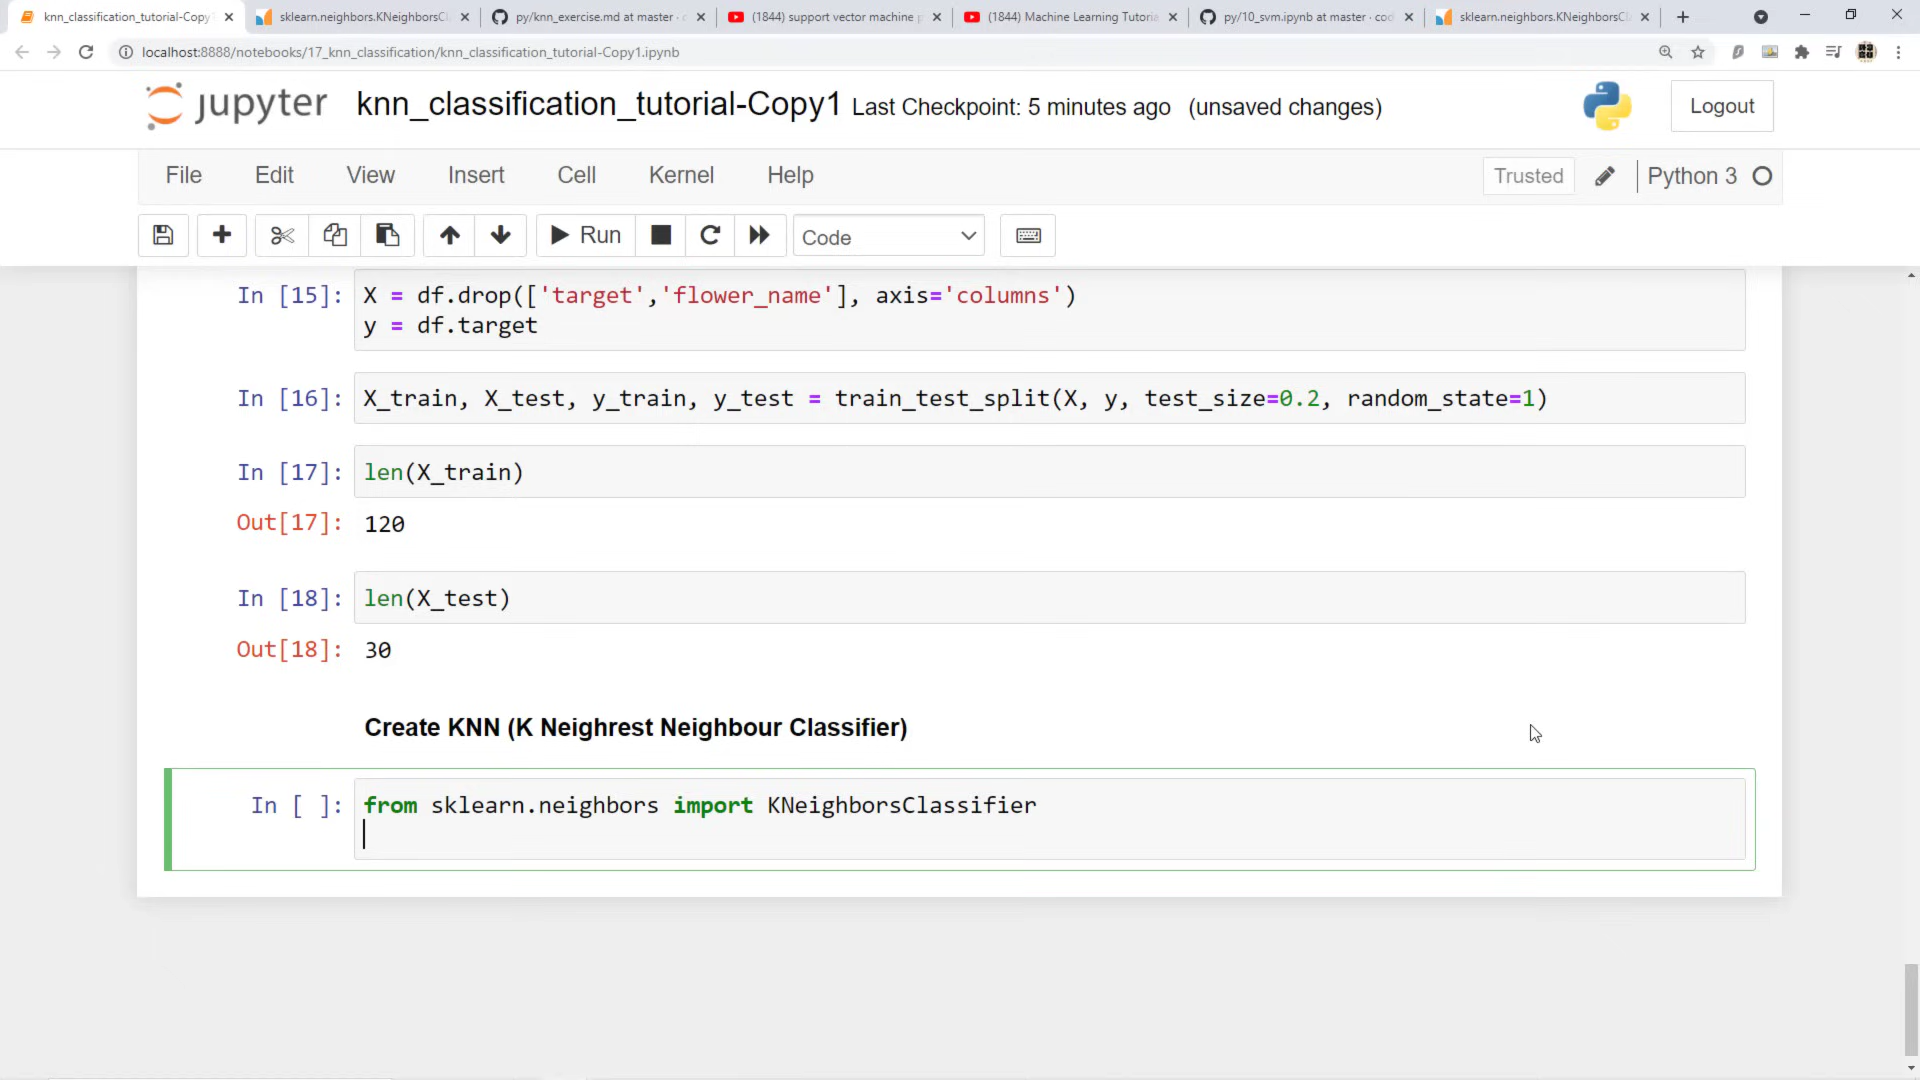 knn_classification_tutorial-Copy1
sklearn.neighbors.KNeighborsCl
py/knn_exercise.md at master ·
(1844) support vector machine
(1844) Machine Learning Tutoria
py/10_svm.ipynb at master · cod
sklearn.neighbors.KNeighborsCl
localhost:8888/notebooks/17_knn_classification/knn_classification_tutorial-Copy1.ipynb
jupyter knn_classification_tutorial-Copy1 Last Checkpoint: 5 minutes ago (unsaved changes)
Logout
File Edit View Insert Cell Kernel Help
Trusted
Python 3
Run
Code
In [15]: X = df.drop(['target','flower_name'], axis='columns')
y = df.target
In [16]: X_train, X_test, y_train, y_test = train_test_split(X, y, test_size=0.2, random_state=1)
In [17]: len(X_train)
Out[17]: 120
In [18]: len(X_test)
Out[18]: 30
Create KNN (K Neighrest Neighbour Classifier)
In [ ]: from sklearn.neighbors import KNeighborsClassifier